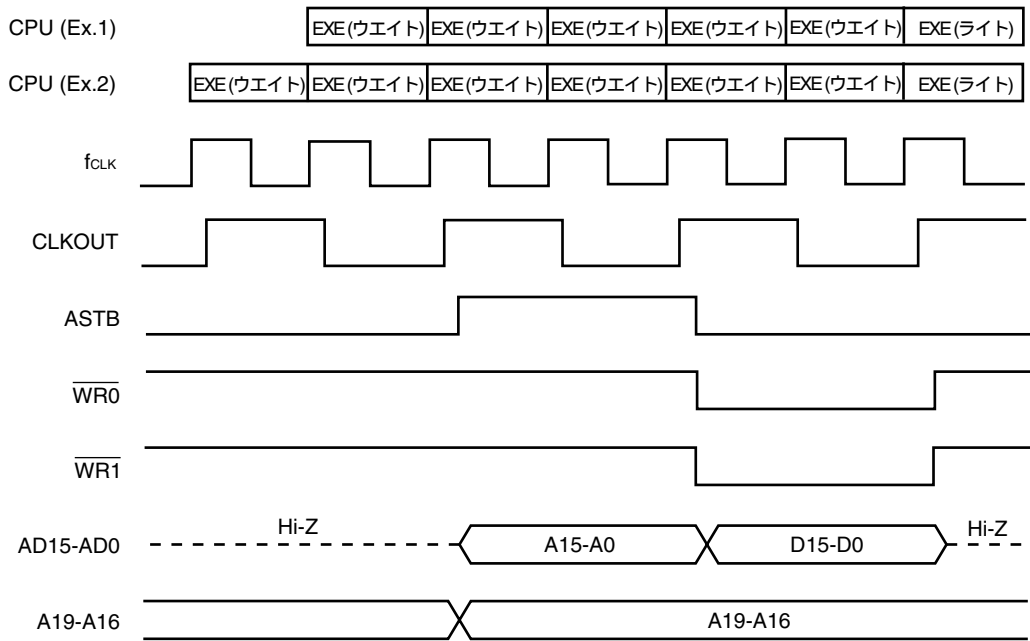 CPU (Ex.1) EXE(ウエイト) EXE(ウエイト) EXE(ウエイト) EXE(ウエイト) EXE(ウエイト) EXE(ライト)
CPU (Ex.2) EXE(ウエイト) EXE(ウエイト) EXE(ウエイト) EXE(ウエイト) EXE(ウエイト) EXE(ウエイト) EXE(ライト)
fCLK
CLKOUT
ASTB
WR0
WR1
AD15-AD0 Hi-Z A15-A0 D15-D0 Hi-Z
A19-A16 A19-A16